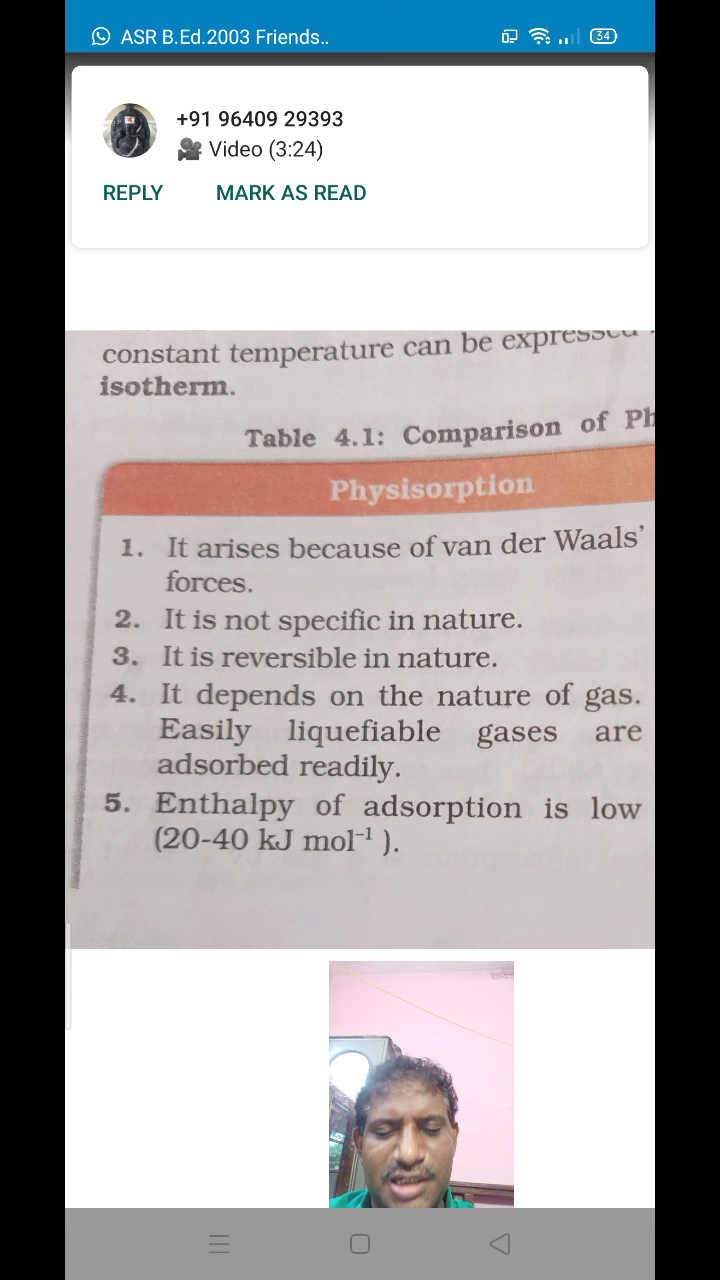 ASR B.Ed.2003 Friends..
34
+91 96409 29393
Video (3:24)
REPLY MARK AS READ
constant temperature can be expressed
isotherm.
Table 4.1: Comparison of Ph
Physisorption
1. It arises because of van der Waals’
forces.
2. It is not specific in nature.
3. It is reversible in nature.
4. It depends on the nature of gas.
Easily liquefiable gases are
adsorbed readily.
5. Enthalpy of adsorption is low
(20-40 kJ mol⁻¹ ).